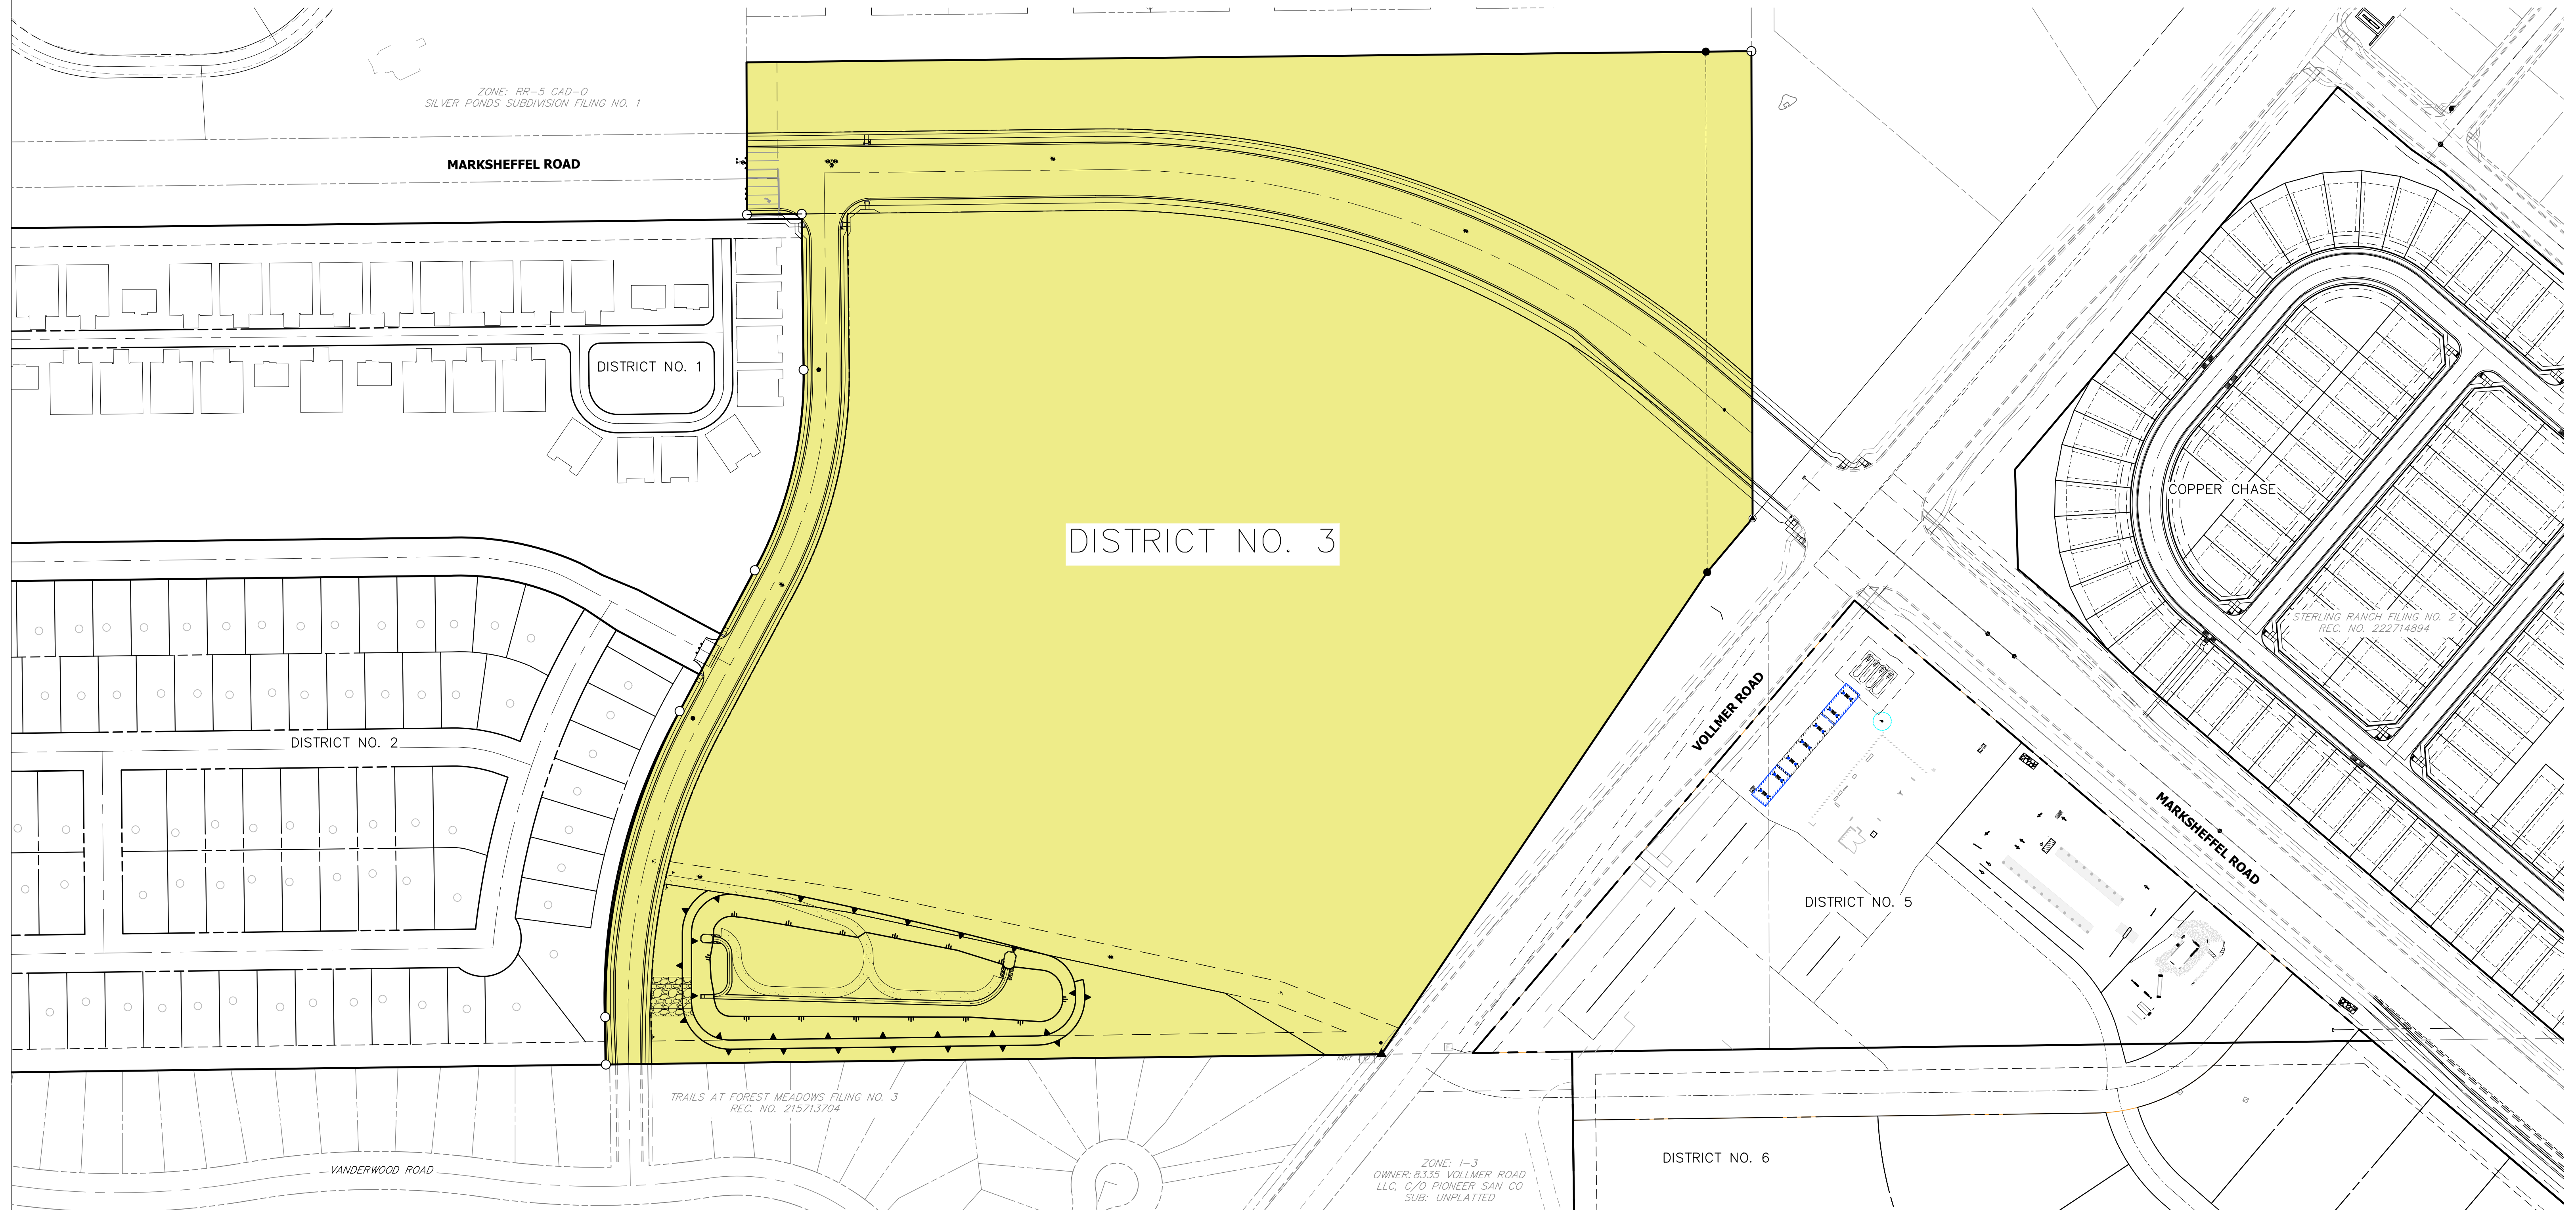 ZONE: RR-5 CAD-O
SILVER PONDS SUBDIVISION FILING NO. 1
MARKSHEFFEL ROAD
DISTRICT NO. 1
DISTRICT NO. 3
COPPER CHASE
STERLING RANCH FILING NO. 2
REC. NO. 222714894
VOLLMER ROAD
DISTRICT NO. 2
MARKSHEFFEL ROAD
DISTRICT NO. 5
TRAILS AT FOREST MEADOWS FILING NO. 3
REC. NO. 215713704
VANDERWOOD ROAD
DISTRICT NO. 6
ZONE: I-3
OWNER: 8335 VOLLMER ROAD
LLC, C/O PIONEER SAN CO
SUB: UNPLATTED